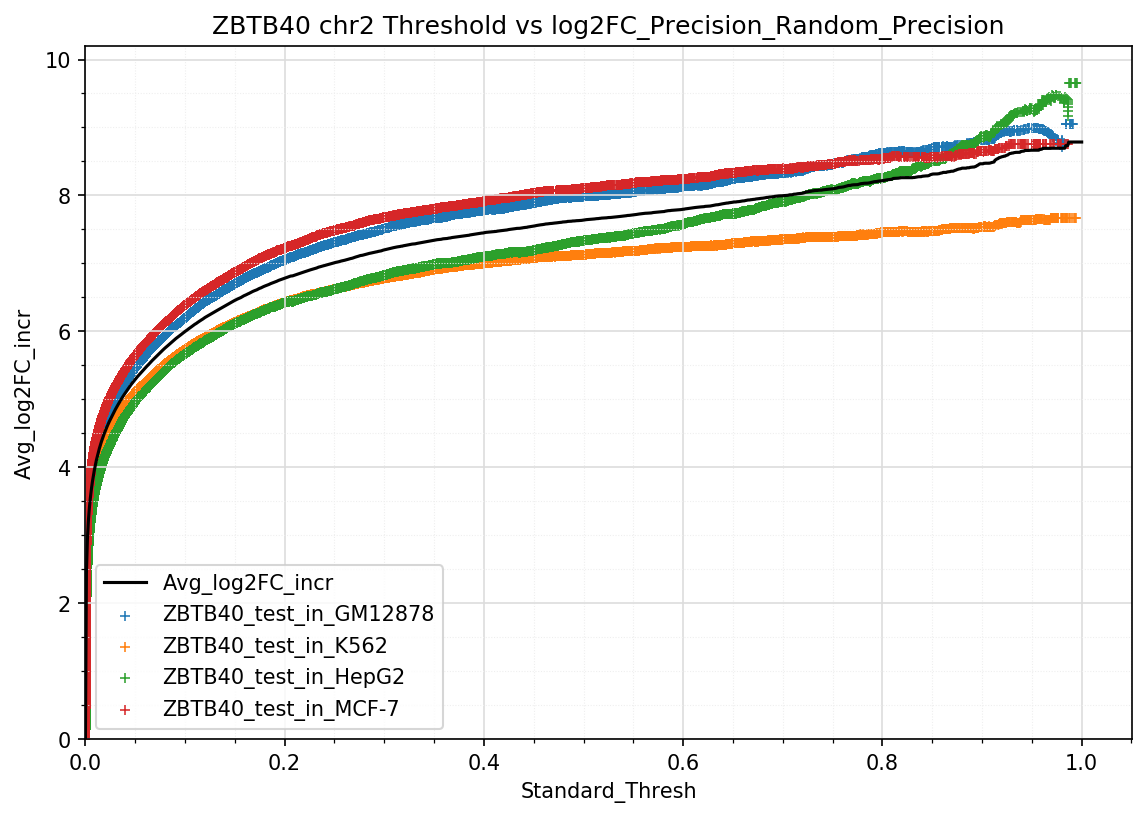 ZBTB40 chr2 Threshold vs log2FC_Precision_Random_Precision
10
8
6
4
2
0
Avg_log2FC_incr
Avg_log2FC_incr
ZBTB40_test_in_GM12878
ZBTB40_test_in_K562
ZBTB40_test_in_HepG2
ZBTB40_test_in_MCF-7
0.0 0.2 0.4 0.6 0.8 1.0
Standard_Thresh